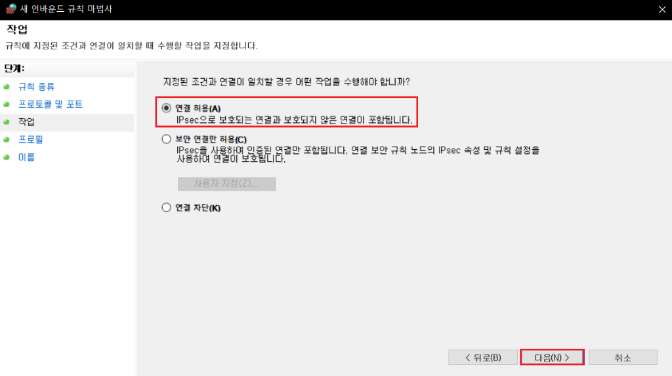 새 인바운드 규칙 마법사
작업
규칙에 지정된 조건과 연결이 일치할 때 수행할 작업을 지정합니다.
단계:
규칙 종류
프로토콜 및 포트
작업
프로필
이름
지정된 조건과 연결이 일치할 경우 어떤 작업을 수행해야 합니까?
연결 허용(A)
IPsec으로 보호되는 연결과 보호되지 않은 연결이 포함됩니다.
보안 연결만 허용(C)
IPsec을 사용하여 인증된 연결만 포함됩니다. 연결 보안 규칙 노드의 IPsec 속성 및 규칙 설정을
사용하여 연결이 보호됩니다.
사용자 지정(Z)...
연결 차단(K)
< 뒤로(B)
다음(N) >
취소